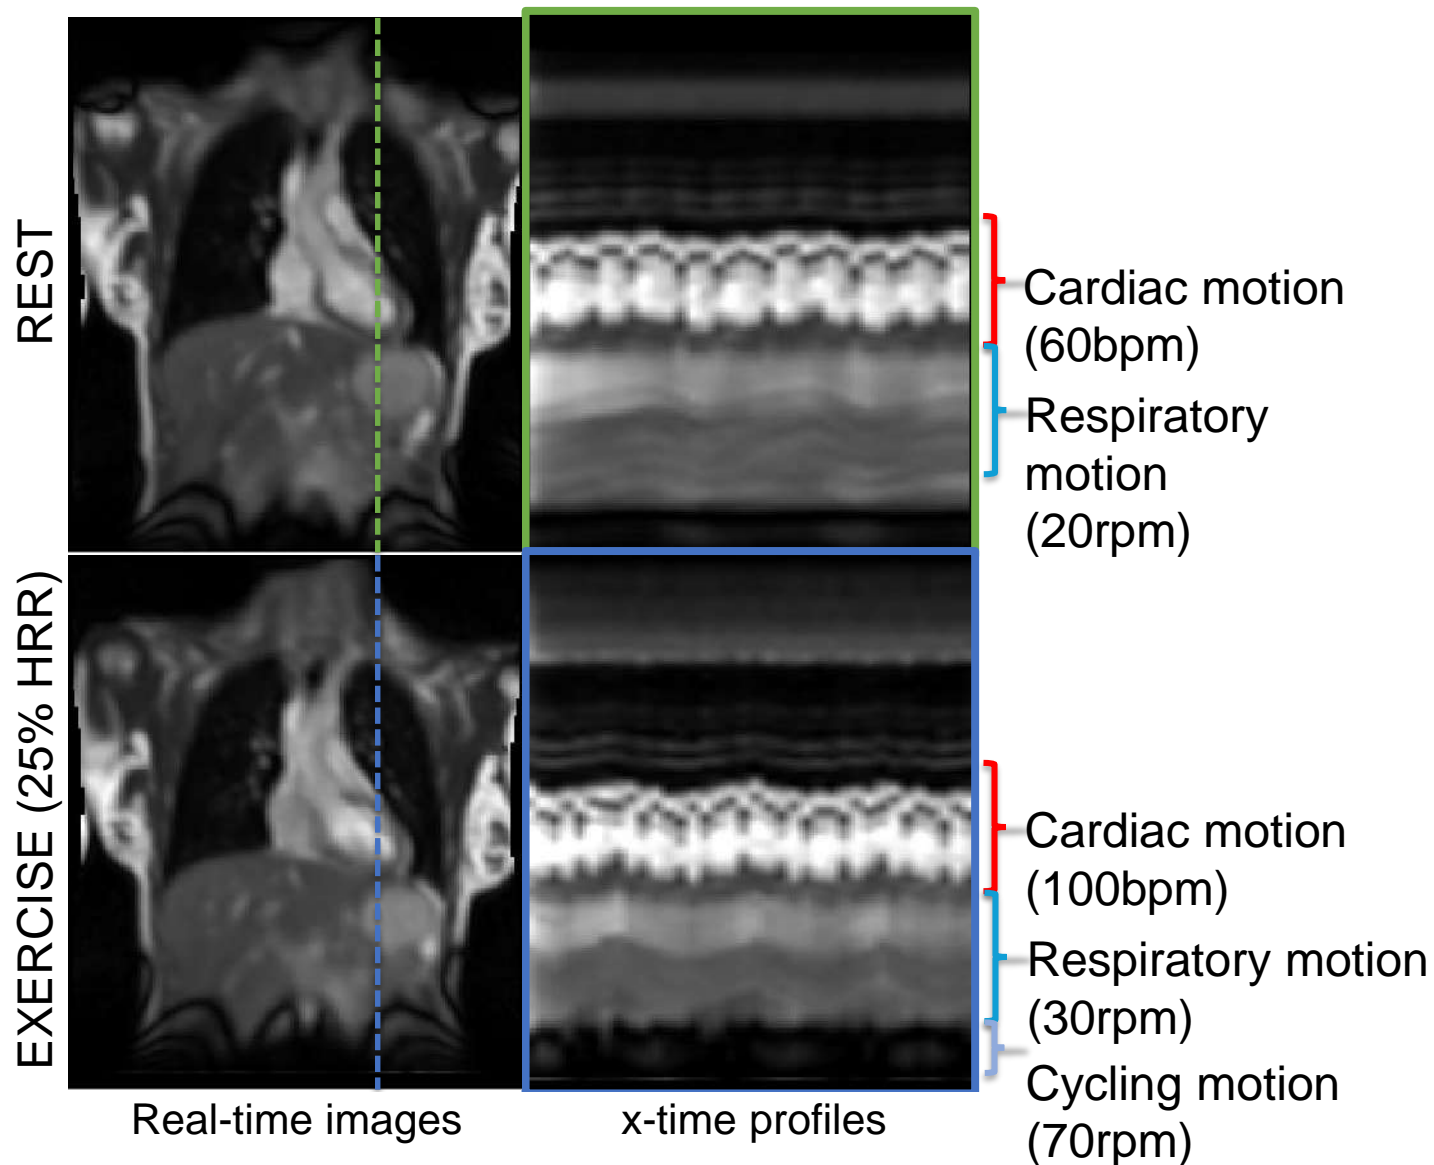 REST
Cardiac motion
(60bpm)
Respiratory
motion
(20rpm)
EXERCISE (25% HRR)
Cardiac motion
(100bpm)
Respiratory motion
(30rpm)
Cycling motion
(70rpm)
Real-time images
x-time profiles